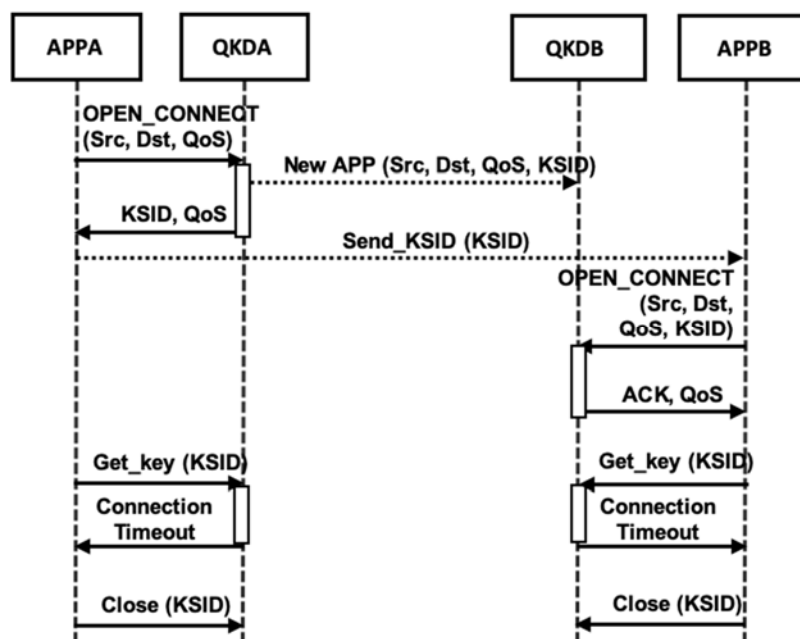 APPA
QKDA
QKDB
APPB
OPEN_CONNECT
(Src, Dst, QoS)
New APP (Src, Dst, QoS, KSID)
KSID, QoS
Send_KSID (KSID)
OPEN_CONNECT
(Src, Dst,
QoS, KSID)
ACK, QoS
Get_key (KSID)
Get_key (KSID)
Connection
Timeout
Connection
Timeout
Close (KSID)
Close (KSID)